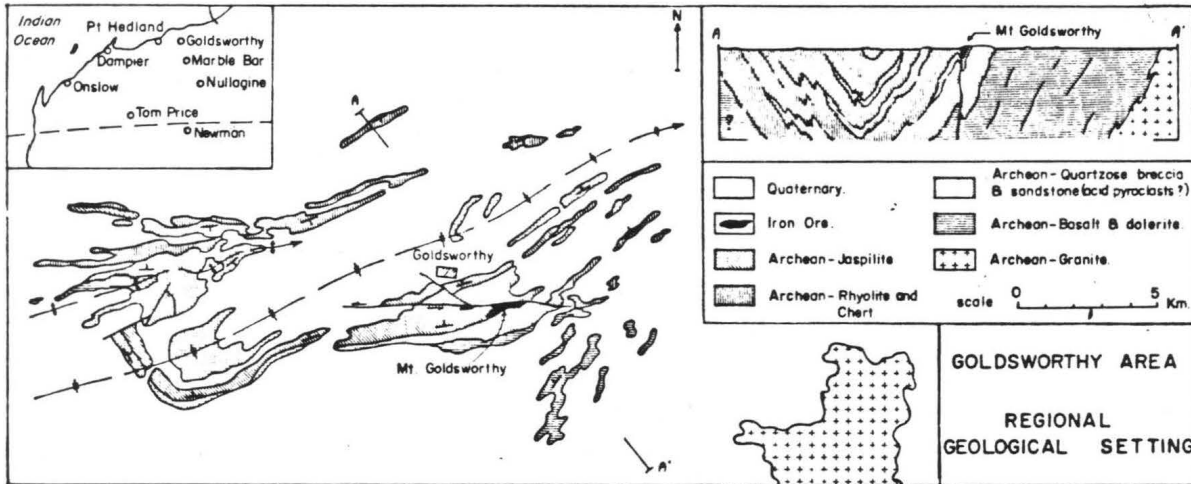 Indian
Ocean
Pt Hedland
Goldsworthy
Dampier
Marble Bar
Onslow
Nullagine
Tom Price
Newman
N
A
Goldsworthy
Mt. Goldsworthy
A'
A
Mt Goldsworthy
A'
?
Quaternary.
Iron Ore.
Archean-Jaspilite
Archean-Rhyolite and
Chert
Archean-Quartzose breccia
& sandstone(acid pyroclasts?)
Archean-Basalt & dolerite.
Archean-Granite.
scale 0 5 Km.
GOLDSWORTHY AREA
REGIONAL
GEOLOGICAL SETTING